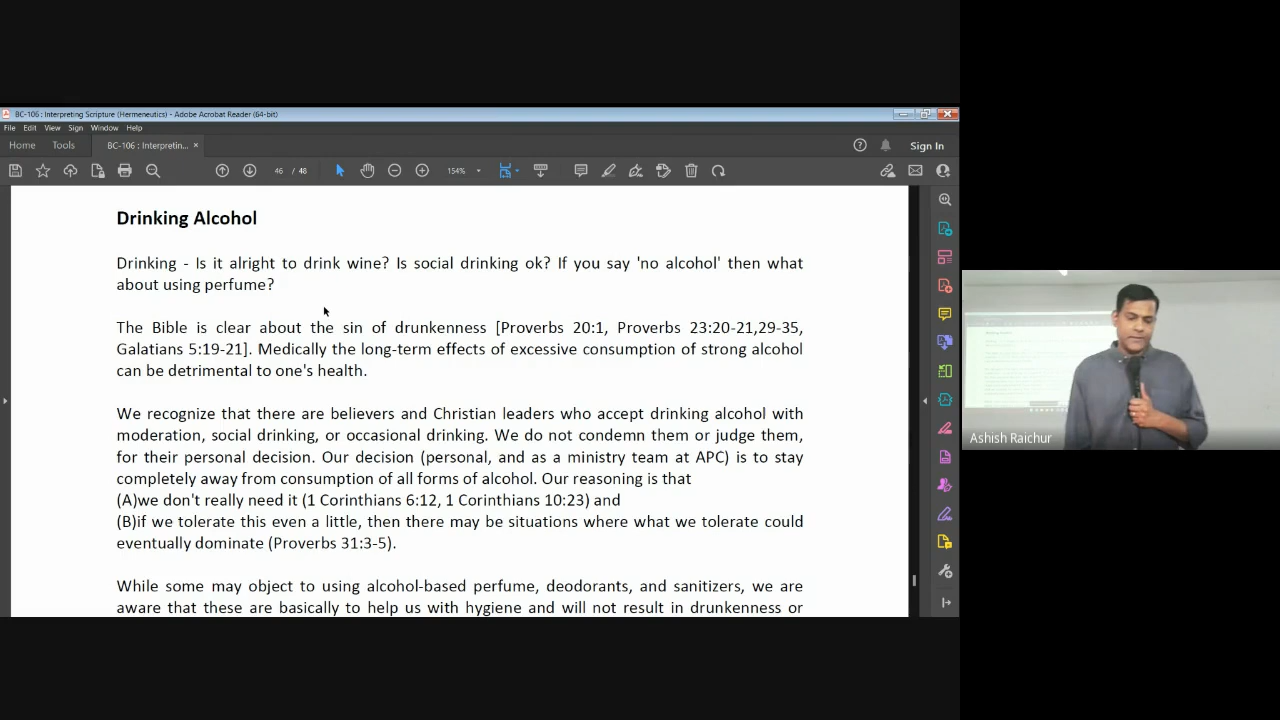 BC-106 : Interpreting Scripture (Hermeneutics) - Adobe Acrobat Reader (64-bit)
File Edit View Sign Window Help
Home Tools BC-106 : Interpretin... × Sign In
46 / 48 154%
Drinking Alcohol
Drinking - Is it alright to drink wine? Is social drinking ok? If you say 'no alcohol' then what
about using perfume?
The Bible is clear about the sin of drunkenness [Proverbs 20:1, Proverbs 23:20-21,29-35,
Galatians 5:19-21]. Medically the long-term effects of excessive consumption of strong alcohol
can be detrimental to one's health.
We recognize that there are believers and Christian leaders who accept drinking alcohol with
moderation, social drinking, or occasional drinking. We do not condemn them or judge them,
for their personal decision. Our decision (personal, and as a ministry team at APC) is to stay
completely away from consumption of all forms of alcohol. Our reasoning is that
(A)we don't really need it (1 Corinthians 6:12, 1 Corinthians 10:23) and
(B)if we tolerate this even a little, then there may be situations where what we tolerate could
eventually dominate (Proverbs 31:3-5).
While some may object to using alcohol-based perfume, deodorants, and sanitizers, we are
aware that these are basically to help us with hygiene and will not result in drunkenness or
Ashish Raichur